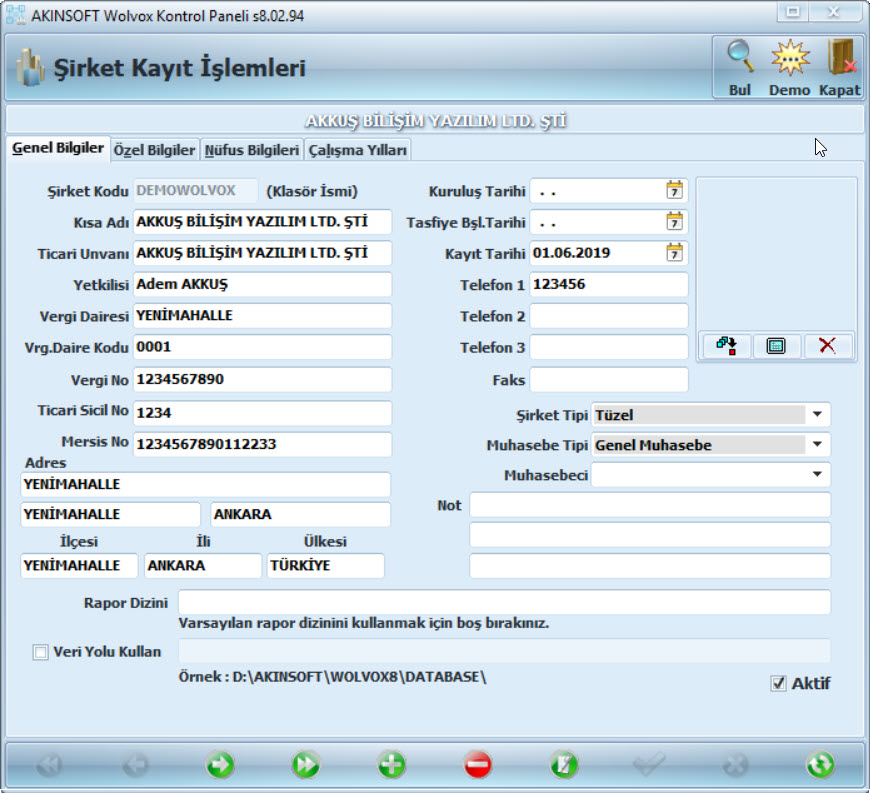 AKINSOFT Wolvox Kontrol Paneli s8.02.94
Şirket Kayıt İşlemleri
Bul Demo Kapat
AKKUŞ BİLİŞİM YAZILIM LTD. ŞTİ
Genel Bilgiler Özel Bilgiler Nüfus Bilgileri Çalışma Yılları
Şirket Kodu DEMOWOLVOX (Klasör İsmi) Kuruluş Tarihi . . 7
Kısa Adı AKKUŞ BİLİŞİM YAZILIM LTD. ŞTİ Tasfiye Bşl.Tarihi . . 7
Ticari Unvanı AKKUŞ BİLİŞİM YAZILIM LTD. ŞTİ Kayıt Tarihi 01.06.2019 7
Yetkilisi Adem AKKUŞ Telefon 1 123456
Vergi Dairesi YENİMAHALLE Telefon 2
Vrg.Daire Kodu 0001 Telefon 3
Vergi No 1234567890 Faks
Ticari Sicil No 1234 Şirket Tipi Tüzel
Mersis No 1234567890112233 Muhasebe Tipi Genel Muhasebe
Adres
YENİMAHALLE Muhasebeci
YENİMAHALLE ANKARA Not
İlçesi İli Ülkesi
YENİMAHALLE ANKARA TÜRKİYE
Rapor Dizini
Varsayılan rapor dizinini kullanmak için boş bırakınız.
Veri Yolu Kullan
Örnek : D:\AKINSOFT\WOLVOX8\DATABASE\
Aktif